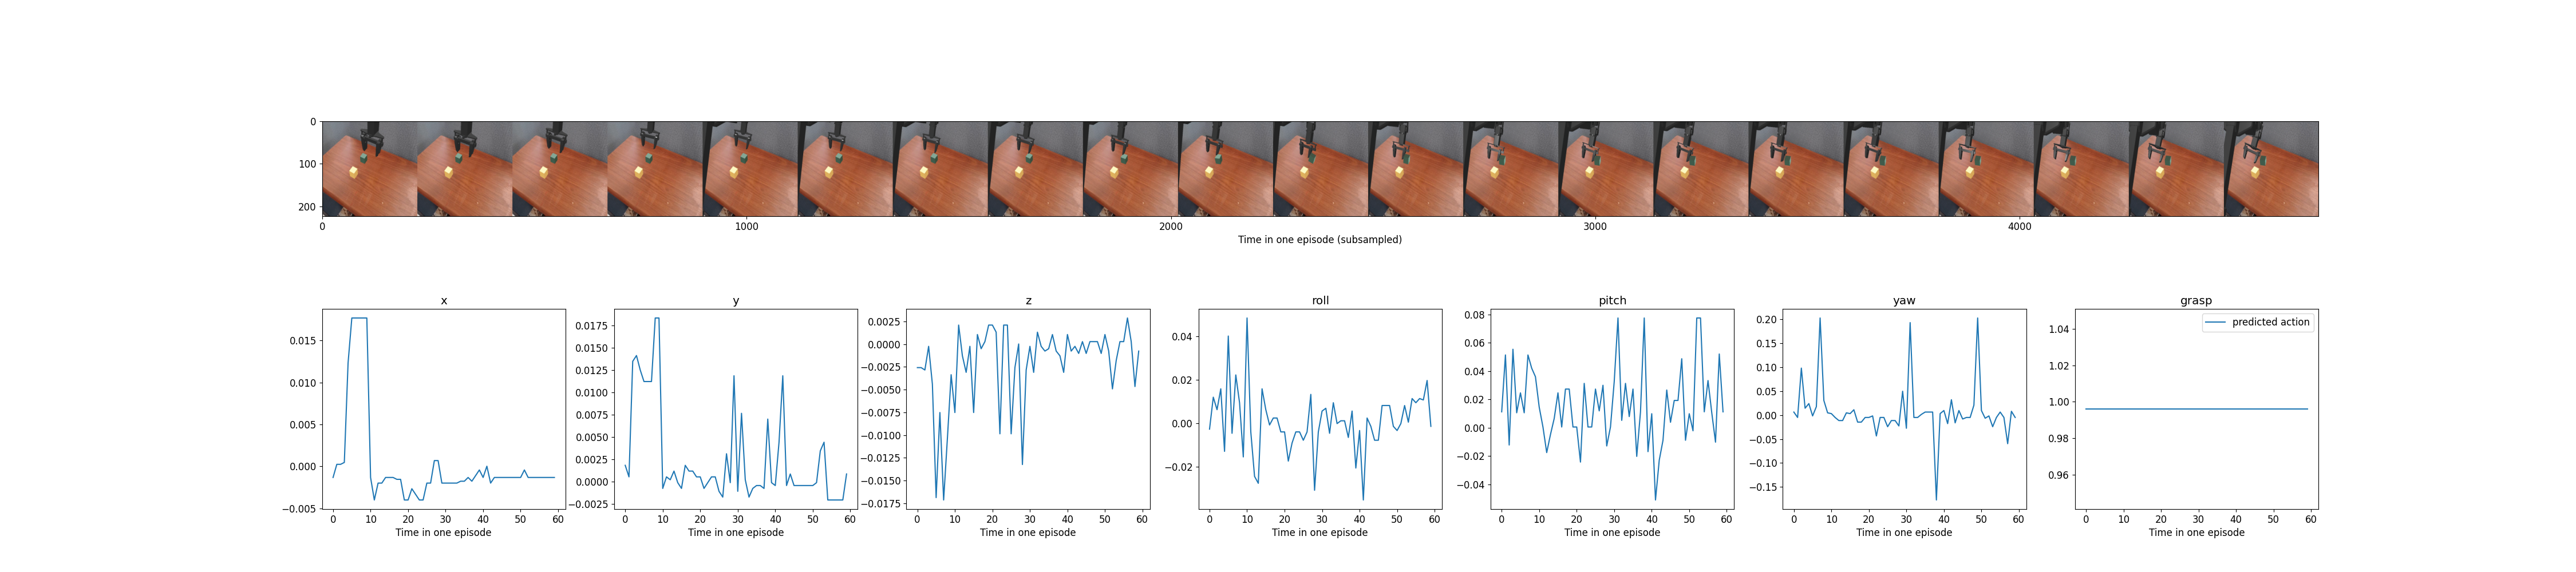 0
100
200
0 1000 2000 3000 4000
Time in one episode (subsampled)
x
0.015
0.010
0.005
0.000
−0.005
0 10 20 30 40 50 60
Time in one episode
y
0.0175
0.0150
0.0125
0.0100
0.0075
0.0050
0.0025
0.0000
−0.0025
0 10 20 30 40 50 60
Time in one episode
z
0.0025
0.0000
−0.0025
−0.0050
−0.0075
−0.0100
−0.0125
−0.0150
−0.0175
0 10 20 30 40 50 60
Time in one episode
roll
0.04
0.02
0.00
−0.02
0 10 20 30 40 50 60
Time in one episode
pitch
0.08
0.06
0.04
0.02
0.00
−0.02
−0.04
0 10 20 30 40 50 60
Time in one episode
yaw
0.20
0.15
0.10
0.05
0.00
−0.05
−0.10
−0.15
0 10 20 30 40 50 60
Time in one episode
grasp
predicted action
1.04
1.02
1.00
0.98
0.96
0 10 20 30 40 50 60
Time in one episode